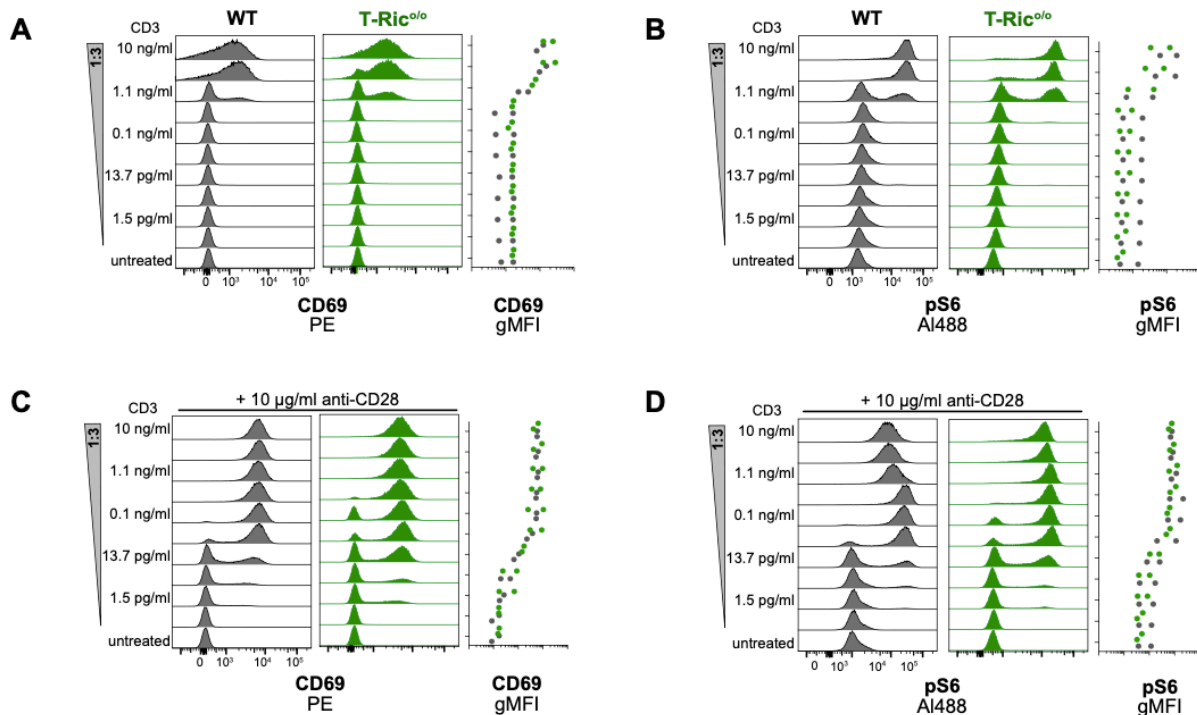 A
CD3
WT
T-Ricᵒ/ᵒ
1:3
10 ng/ml
1.1 ng/ml
0.1 ng/ml
13.7 pg/ml
1.5 pg/ml
untreated
0 10³ 10⁴ 10⁵
CD69
PE
CD69
gMFI
B
CD3
WT
T-Ricᵒ/ᵒ
1:3
10 ng/ml
1.1 ng/ml
0.1 ng/ml
13.7 pg/ml
1.5 pg/ml
untreated
0 10³ 10⁴ 10⁵
pS6
Al488
pS6
gMFI
C
CD3
+ 10 µg/ml anti-CD28
1:3
10 ng/ml
1.1 ng/ml
0.1 ng/ml
13.7 pg/ml
1.5 pg/ml
untreated
0 10³ 10⁴ 10⁵
CD69
PE
CD69
gMFI
D
CD3
+ 10 µg/ml anti-CD28
1:3
10 ng/ml
1.1 ng/ml
0.1 ng/ml
13.7 pg/ml
1.5 pg/ml
untreated
0 10³ 10⁴ 10⁵
pS6
Al488
pS6
gMFI